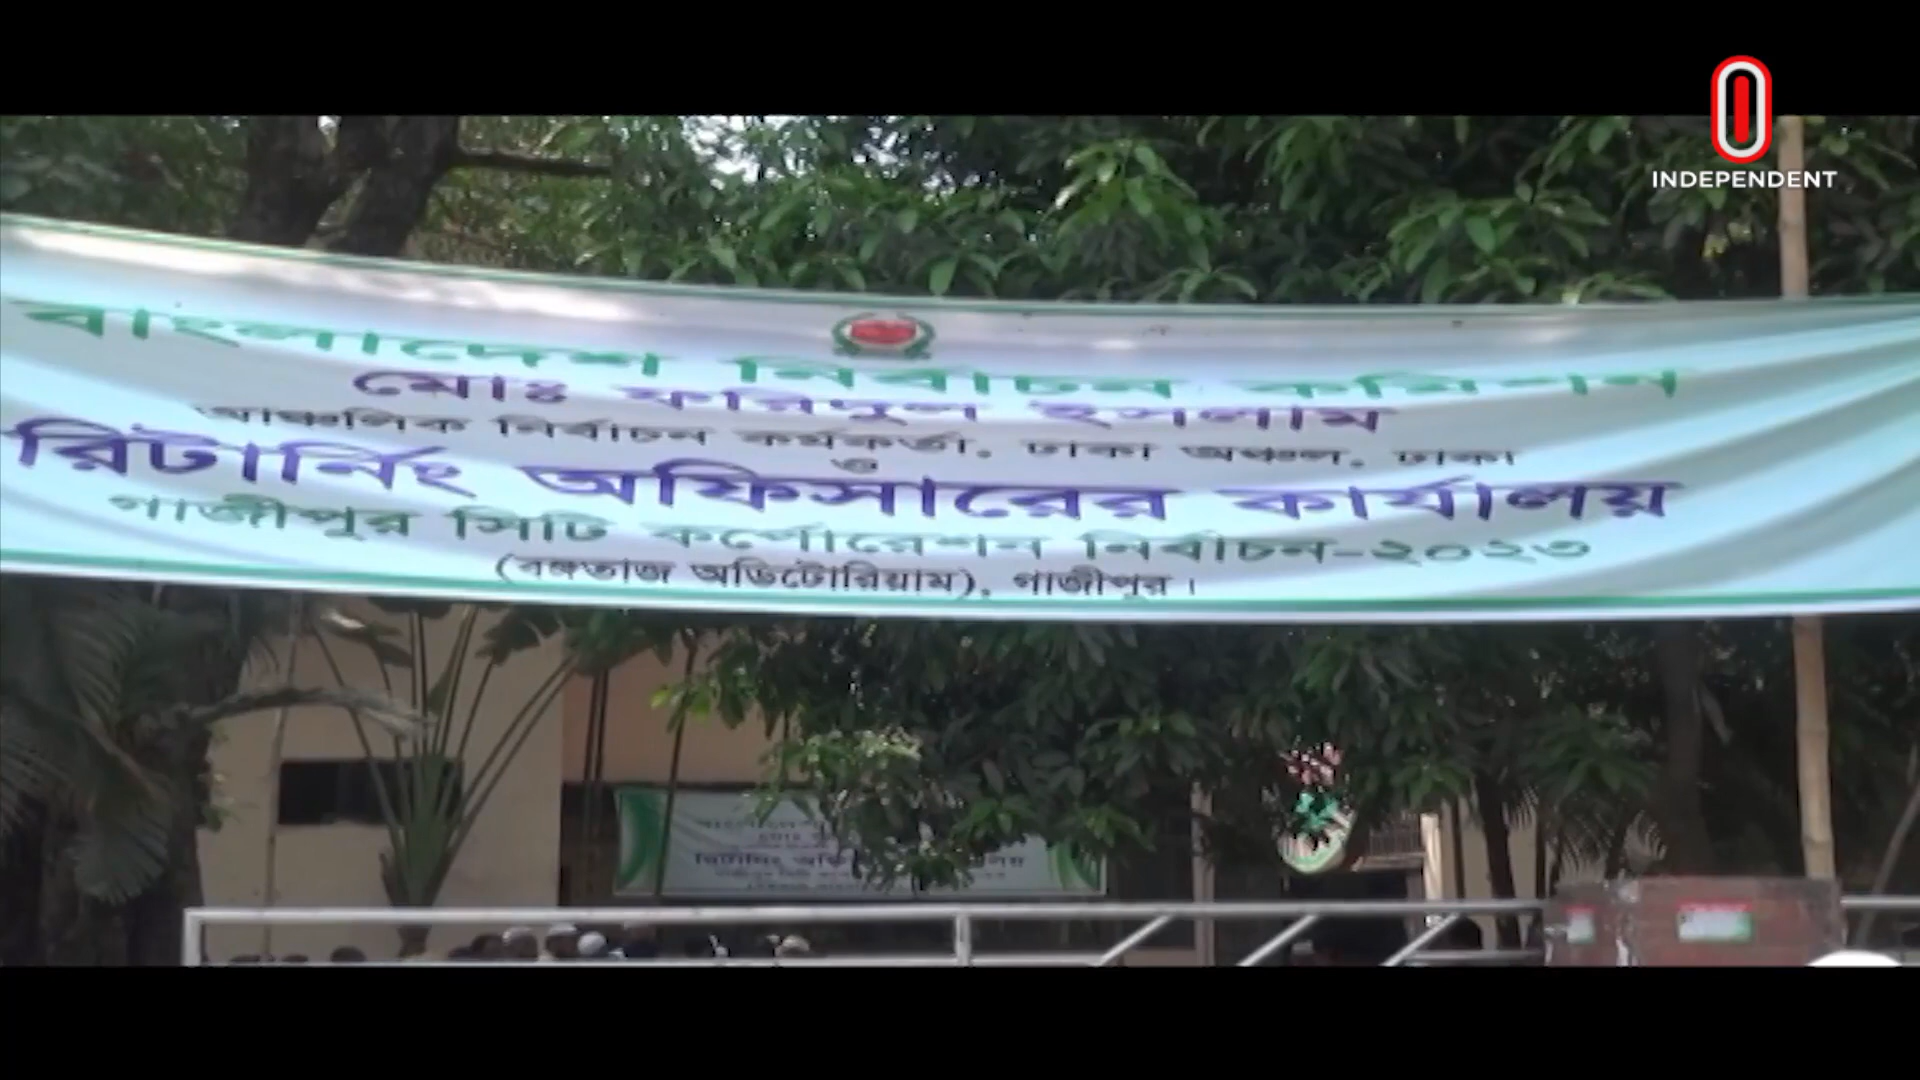 INDEPENDENT
বাংলাদেশ নির্বাচন কমিশন
মোঃ ফরিদুল ইসলাম
আঞ্চলিক নির্বাচন কর্মকর্তা, ঢাকা অঞ্চল, ঢাকা
ও
রিটার্নিং অফিসারের কার্যালয়
গাজীপুর সিটি কর্পোরেশন নির্বাচন-২০২৩
(বঙ্গতাজ অডিটোরিয়াম), গাজীপুর।
রিটার্নিং